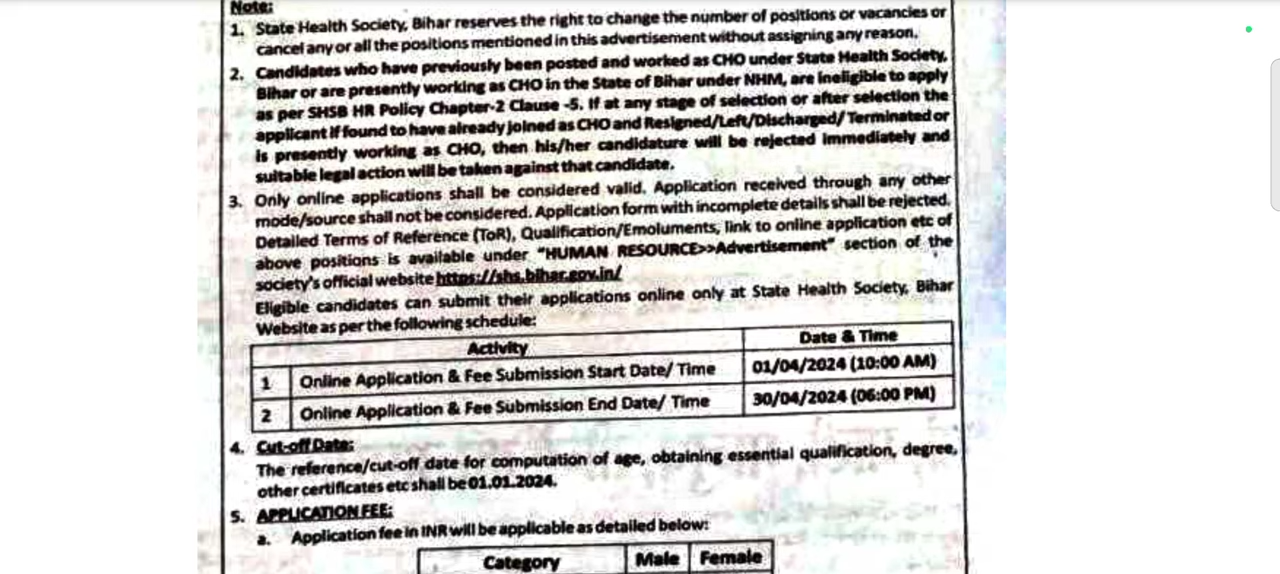 Note:
1. State Health Society, Bihar reserves the right to change the number of positions or vacancies or
cancel any or all the positions mentioned in this advertisement without assigning any reason.
2. Candidates who have previously been posted and worked as CHO under State Health Society,
Bihar or are presently working as CHO in the State of Bihar under NHM, are ineligible to apply
as per SHSB HR Policy Chapter-2 Clause -5. If at any stage of selection or after selection the
applicant if found to have already joined as CHO and Resigned/Left/Discharged/ Terminated or
is presently working as CHO, then his/her candidature will be rejected immediately and
suitable legal action will be taken against that candidate.
3. Only online applications shall be considered valid. Application received through any other
mode/source shall not be considered. Application form with incomplete details shall be rejected.
Detailed Terms of Reference (ToR), Qualification/Emoluments, link to online application etc of
above positions is available under "HUMAN RESOURCE>>Advertisement" section of the
society's official website https://shs.bihar.gov.in/
Eligible candidates can submit their applications online only at State Health Society, Bihar
Website as per the following schedule:
Activity Date & Time
1 Online Application & Fee Submission Start Date/ Time 01/04/2024 (10:00 AM)
2 Online Application & Fee Submission End Date/ Time 30/04/2024 (06:00 PM)
4. Cut-off Date:
The reference/cut-off date for computation of age, obtaining essential qualification, degree,
other certificates etc shall be 01.01.2024.
5. APPLICATION FEE:
a. Application fee in INR will be applicable as detailed below:
Category Male Female